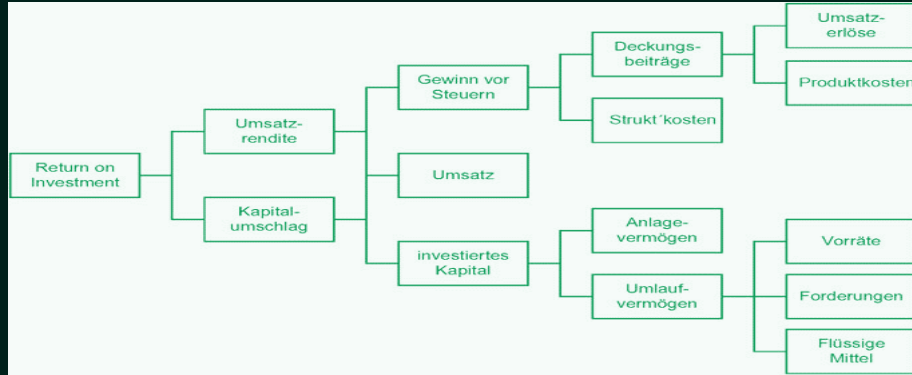 Return on
Investment
Umsatz-
rendite
Kapital-
umschlag
Gewinn vor
Steuern
Umsatz
investiertes
Kapital
Deckungs-
beiträge
Strukt´kosten
Anlage-
vermögen
Umlauf-
vermögen
Umsatz-
erlöse
Produktkosten
Vorräte
Forderungen
Flüssige
Mittel